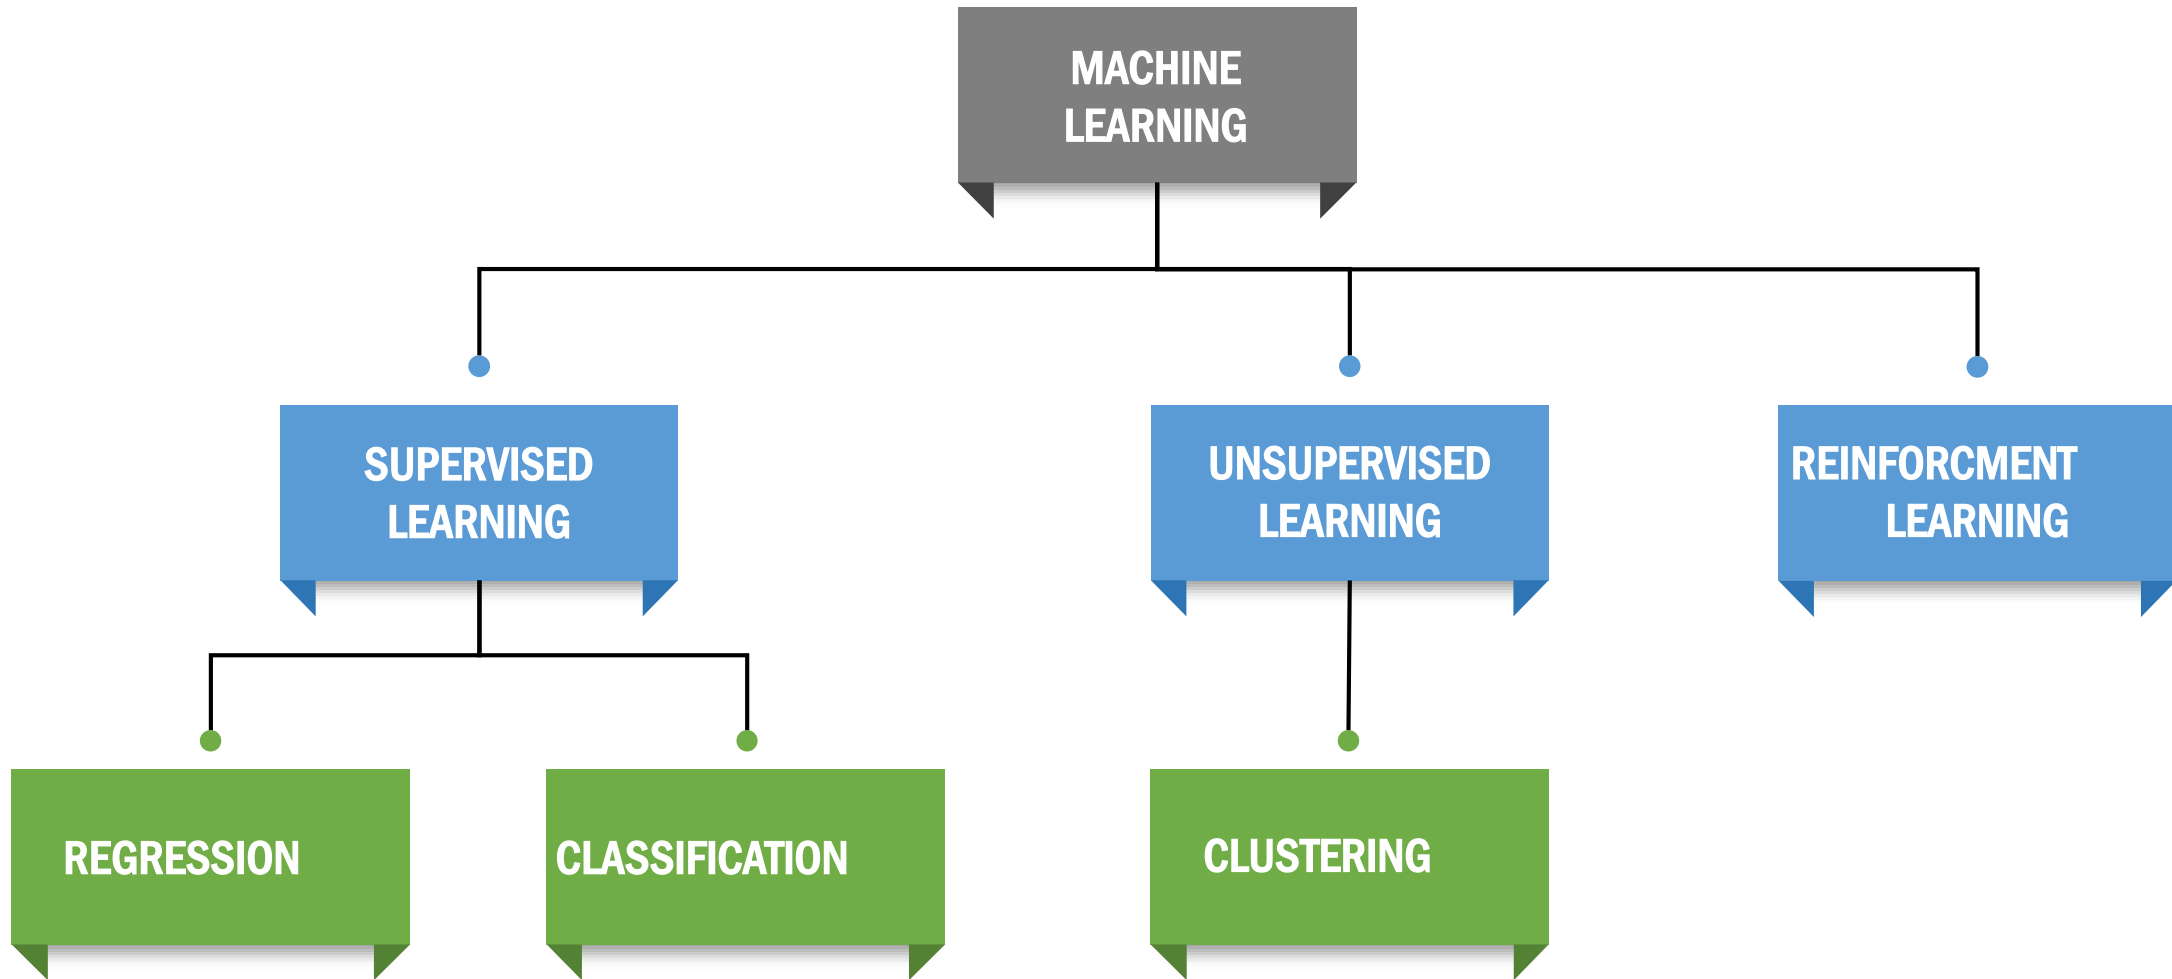 MACHINE
LEARNING
SUPERVISED
LEARNING
UNSUPERVISED
LEARNING
REINFORCMENT
LEARNING
REGRESSION
CLASSIFICATION
CLUSTERING